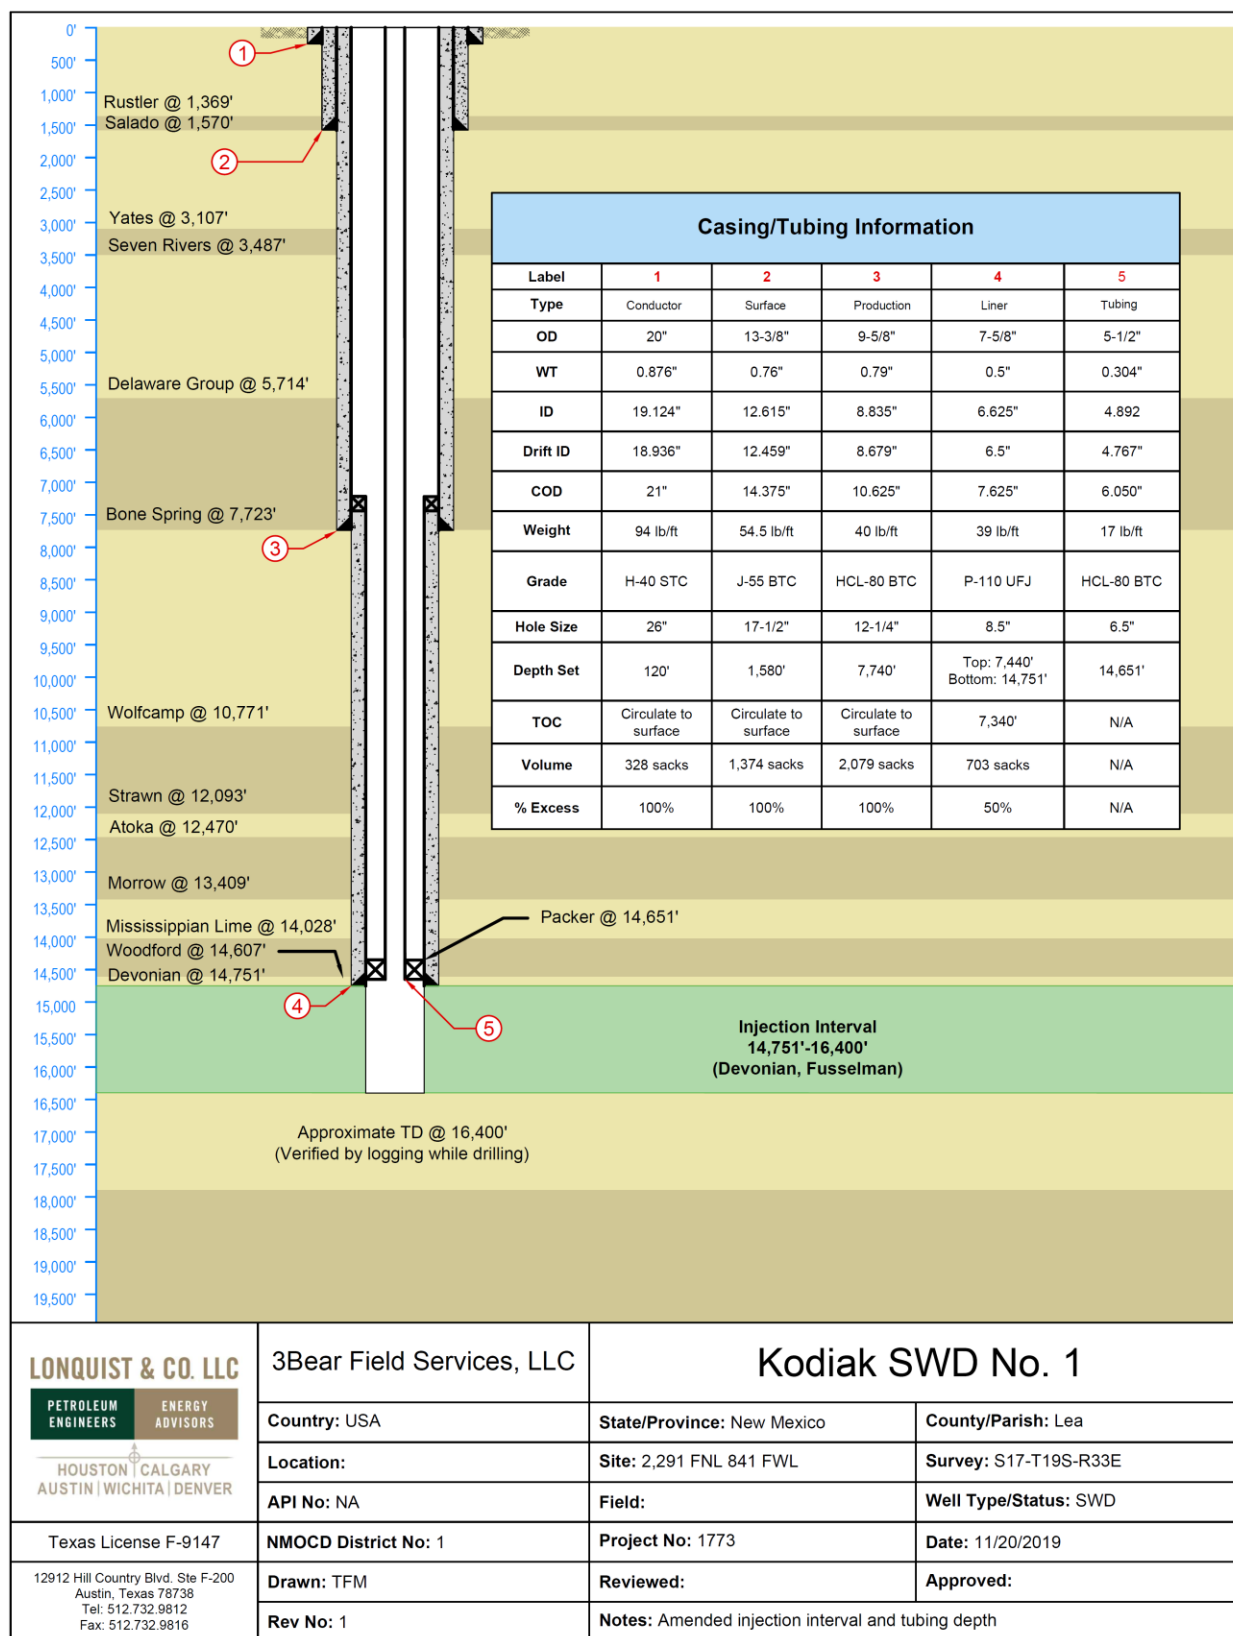 0'
500'
1,000'
1,500'
2,000'
2,500'
3,000'
3,500'
4,000'
4,500'
5,000'
5,500'
6,000'
6,500'
7,000'
7,500'
8,000'
8,500'
9,000'
9,500'
10,000'
10,500'
11,000'
11,500'
12,000'
12,500'
13,000'
13,500'
14,000'
14,500'
15,000
15,500'
16,000'
16,500'
17,000'
17,500'
18,000'
18,500'
19,000'
19,500'
Rustler @ 1,369'
Salado @ 1,570'
Yates @ 3,107'
Seven Rivers @ 3,487'
Delaware Group @ 5,714'
Bone Spring @ 7,723'
Wolfcamp @ 10,771'
Strawn @ 12,093'
Atoka @ 12,470'
Morrow @ 13,409'
Mississippian Lime @ 14,028'
Woodford @ 14,607'
Devonian @ 14,751'
1
2
3
4
5
Packer @ 14,651'
Injection Interval
14,751'-16,400'
(Devonian, Fusselman)
Approximate TD @ 16,400'
(Verified by logging while drilling)
Casing/Tubing Information
Label 1 2 3 4 5
Type Conductor Surface Production Liner Tubing
OD 20" 13-3/8" 9-5/8" 7-5/8" 5-1/2"
WT 0.876" 0.76" 0.79" 0.5" 0.304"
ID 19.124" 12.615" 8.835" 6.625" 4.892
Drift ID 18.936" 12.459" 8.679" 6.5" 4.767"
COD 21" 14.375" 10.625" 7.625" 6.050"
Weight 94 lb/ft 54.5 lb/ft 40 lb/ft 39 lb/ft 17 lb/ft
Grade H-40 STC J-55 BTC HCL-80 BTC P-110 UFJ HCL-80 BTC
Hole Size 26" 17-1/2" 12-1/4" 8.5" 6.5"
Depth Set 120' 1,580' 7,740' Top: 7,440' Bottom: 14,751' 14,651'
TOC Circulate to surface Circulate to surface Circulate to surface 7,340' N/A
Volume 328 sacks 1,374 sacks 2,079 sacks 703 sacks N/A
% Excess 100% 100% 100% 50% N/A
LONQUIST & CO. LLC
PETROLEUM ENGINEERS
ENERGY ADVISORS
HOUSTON | CALGARY
AUSTIN | WICHITA | DENVER
Texas License F-9147
12912 Hill Country Blvd. Ste F-200
Austin, Texas 78738
Tel: 512.732.9812
Fax: 512.732.9816
3Bear Field Services, LLC
Kodiak SWD No. 1
Country: USA
State/Province: New Mexico
County/Parish: Lea
Location:
Site: 2,291 FNL 841 FWL
Survey: S17-T19S-R33E
API No: NA
Field:
Well Type/Status: SWD
NMOCD District No: 1
Project No: 1773
Date: 11/20/2019
Drawn: TFM
Reviewed:
Approved:
Rev No: 1
Notes: Amended injection interval and tubing depth